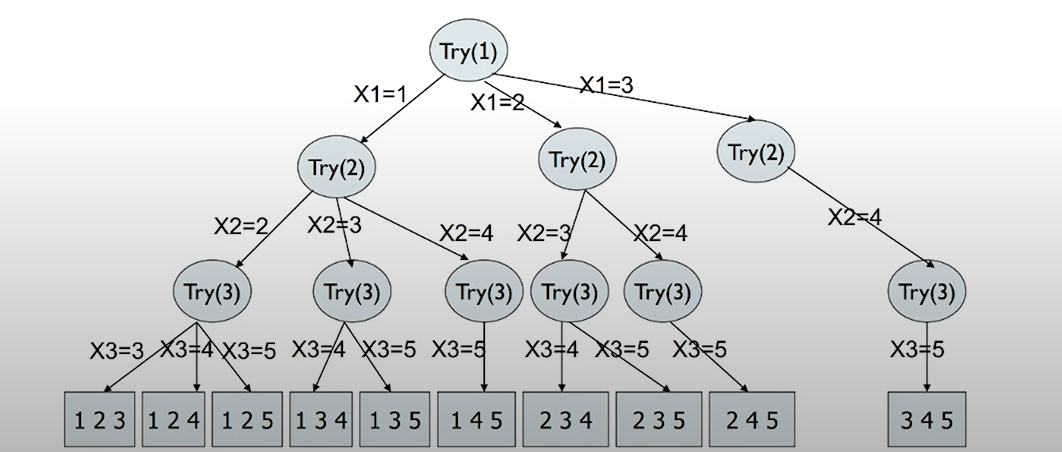 Try(1)
X1=1
X1=2
X1=3
Try(2)
Try(2)
Try(2)
X2=2
X2=3
X2=4
X2=3
X2=4
X2=4
Try(3)
Try(3)
Try(3)
Try(3)
Try(3)
Try(3)
X3=3
X3=4
X3=5
X3=4
X3=5
X3=5
X3=4
X3=5
X3=5
X3=5
1 2 3
1 2 4
1 2 5
1 3 4
1 3 5
1 4 5
2 3 4
2 3 5
2 4 5
3 4 5